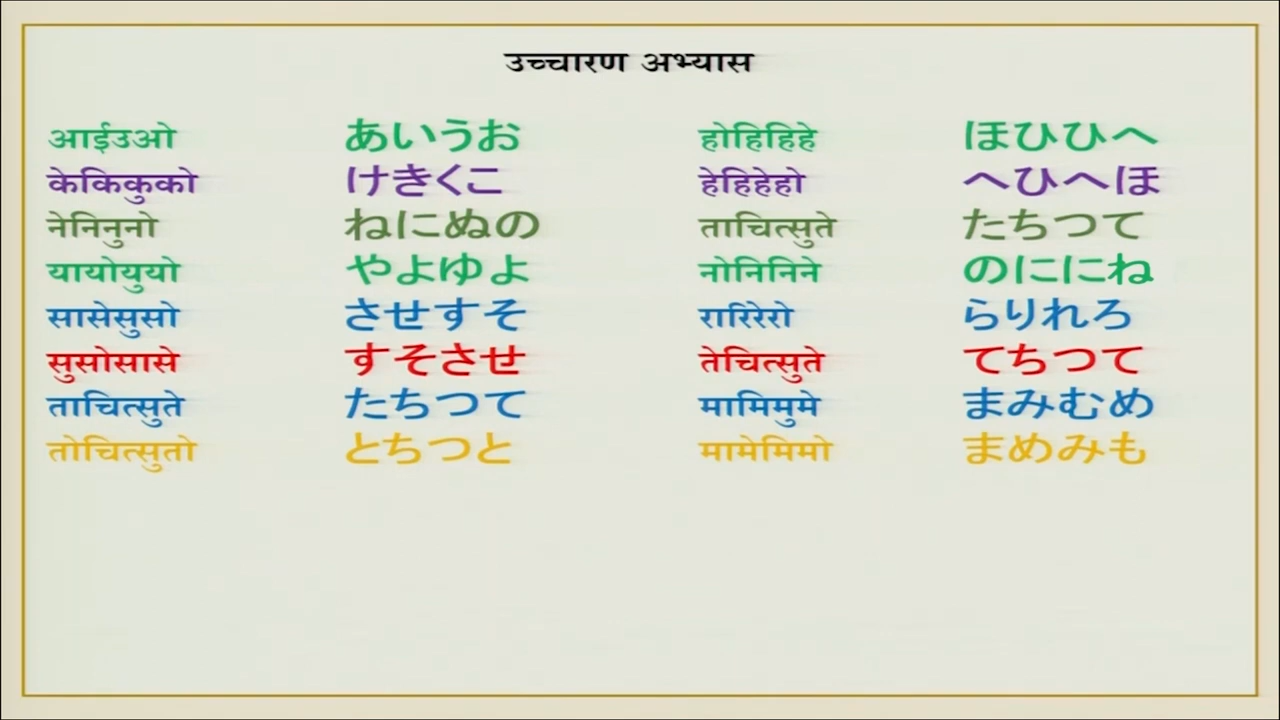 उच्चारण अभ्यास
आईउओ あいうお होहिहिहे ほひひへ
केकिकुको けきくこ हेहिहेहो へひへほ
नेनिनुनो ねにぬの ताचित्सुते たちつて
यायोयुयो やよゆよ नोनिनिने のににね
सासेसुसो させすそ रारिरेरो らりれろ
सुसोसासे すそさせ तेचित्सुते てちつて
ताचित्सुते たちつて मामिमुमे まみむめ
तोचित्सुतो とちつと मामेमिमो まめみも